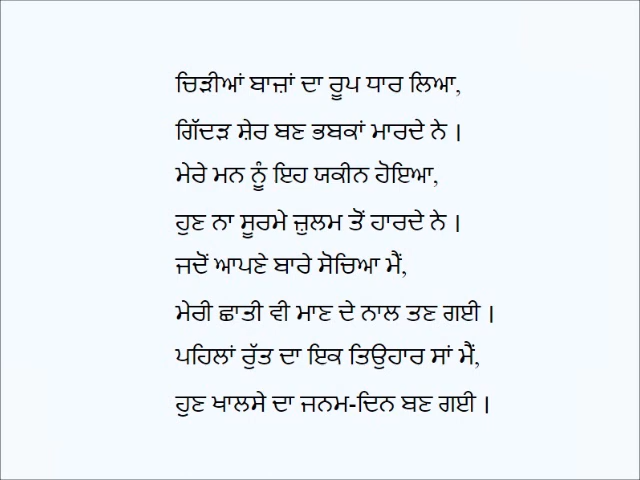 ਚਿੜੀਆਂ ਬਾਜ਼ਾਂ ਦਾ ਰੂਪ ਧਾਰ ਲਿਆ,
ਗਿੱਦੜ ਸ਼ੇਰ ਬਣ ਭਬਕਾਂ ਮਾਰਦੇ ਨੇ ।
ਮੇਰੇ ਮਨ ਨੂੰ ਇਹ ਯਕੀਨ ਹੋਇਆ,
ਹੁਣ ਨਾ ਸੂਰਮੇ ਜ਼ੁਲਮ ਤੋਂ ਹਾਰਦੇ ਨੇ ।
ਜਦੋਂ ਆਪਣੇ ਬਾਰੇ ਸੋਚਿਆ ਮੈਂ,
ਮੇਰੀ ਛਾਤੀ ਵੀ ਮਾਣ ਦੇ ਨਾਲ ਤਣ ਗਈ ।
ਪਹਿਲਾਂ ਰੁੱਤ ਦਾ ਇਕ ਤਿਉਹਾਰ ਸਾਂ ਮੈਂ,
ਹੁਣ ਖਾਲਸੇ ਦਾ ਜਨਮ-ਦਿਨ ਬਣ ਗਈ ।